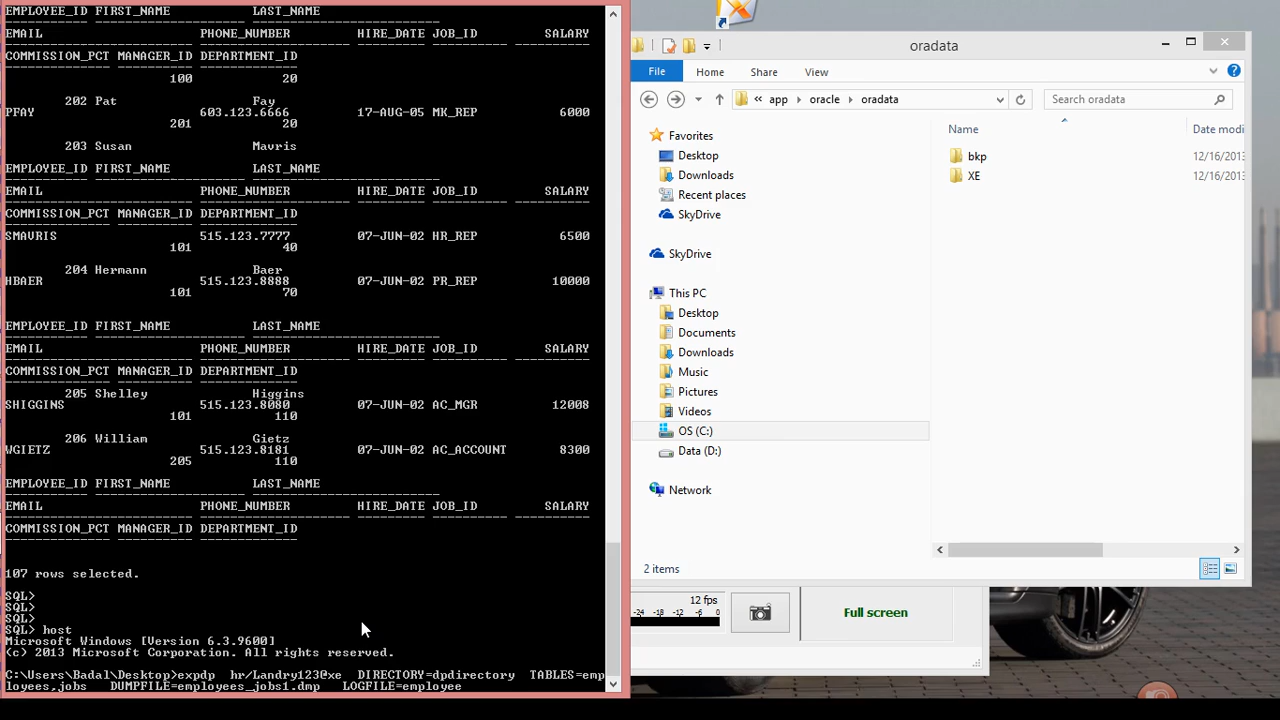 EMPLOYEE_ID FIRST_NAME LAST_NAME
EMAIL PHONE_NUMBER HIRE_DATE JOB_ID SALARY
COMMISSION_PCT MANAGER_ID DEPARTMENT_ID
100 20
202 Pat Fay
PFAY 603.123.6666 17-AUG-05 MK_REP 6000
201 20
203 Susan Mavris
EMPLOYEE_ID FIRST_NAME LAST_NAME
EMAIL PHONE_NUMBER HIRE_DATE JOB_ID SALARY
COMMISSION_PCT MANAGER_ID DEPARTMENT_ID
SMAVRIS 515.123.7777 07-JUN-02 HR_REP 6500
101 40
204 Hermann Baer
HBAER 515.123.8888 07-JUN-02 PR_REP 10000
101 70
EMPLOYEE_ID FIRST_NAME LAST_NAME
EMAIL PHONE_NUMBER HIRE_DATE JOB_ID SALARY
COMMISSION_PCT MANAGER_ID DEPARTMENT_ID
205 Shelley Higgins
SHIGGINS 515.123.8080 07-JUN-02 AC_MGR 12008
101 110
206 William Gietz
WGIETZ 515.123.8181 07-JUN-02 AC_ACCOUNT 8300
205 110
EMPLOYEE_ID FIRST_NAME LAST_NAME
EMAIL PHONE_NUMBER HIRE_DATE JOB_ID SALARY
COMMISSION_PCT MANAGER_ID DEPARTMENT_ID
107 rows selected.
SQL>
SQL>
SQL>
SQL> host
Microsoft Windows [Version 6.3.9600]
(c) 2013 Microsoft Corporation. All rights reserved.
C:\Users\Badal\Desktop>expdp hr/Landry123@xe DIRECTORY=dpdirectory TABLES=emp
loyees,jobs DUMPFILE=employees_jobs1.dmp LOGFILE=employee
oradata
File Home Share View
« app oracle oradata
Search oradata
Favorites
Desktop
Downloads
Recent places
SkyDrive
SkyDrive
This PC
Desktop
Documents
Downloads
Music
Pictures
Videos
OS (C:)
Data (D:)
Network
Name Date modi
bkp 12/16/2013
XE 12/16/2013
2 items
12 fps
-24 -18 -12 -6 0
Full screen